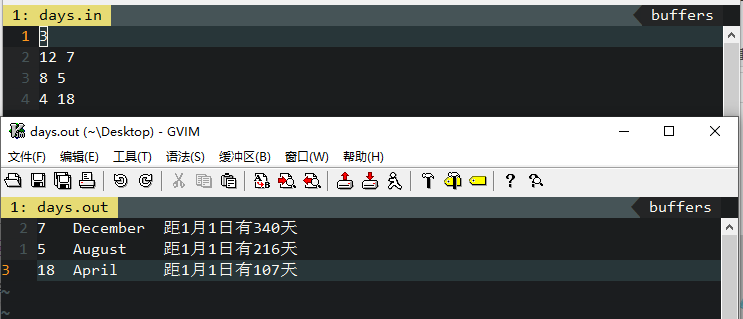 1: days.in buffers
1 3
2 12 7
3 8 5
4 4 18
days.out (~\Desktop) - GVIM
文件(F) 编辑(E) 工具(T) 语法(S) 缓冲区(B) 窗口(W) 帮助(H)
1: days.out buffers
2 7 December 距1月1日有340天
1 5 August 距1月1日有216天
3 18 April 距1月1日有107天
~
~